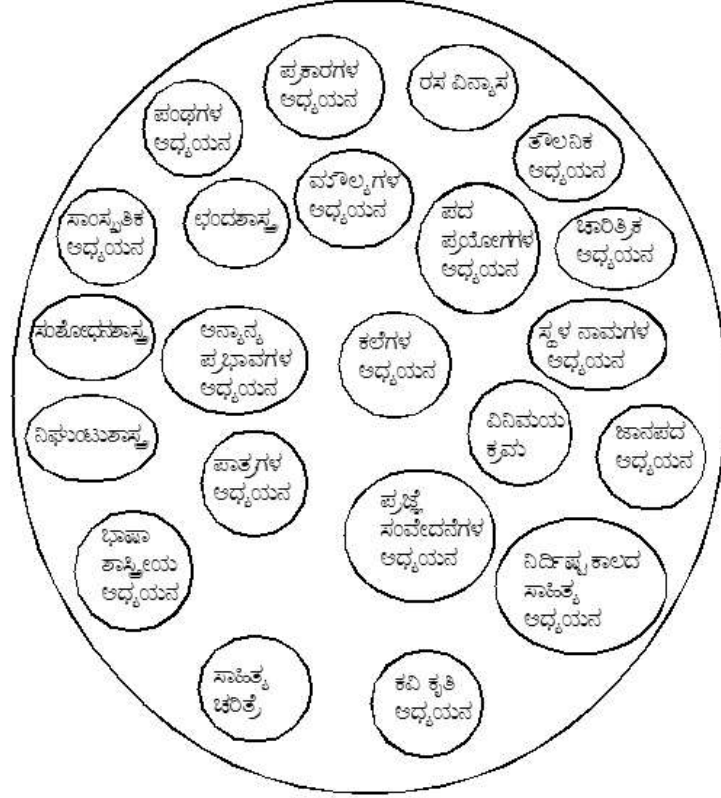 ಪ್ರಕಾರಗಳ
ಅಧ್ಯಯನ
ರಸ ವಿನ್ಯಾಸ
ಪಂಥಗಳ
ಅಧ್ಯಯನ
ತೌಲನಿಕ
ಅಧ್ಯಯನ
ಮೌಲ್ಯಗಳ
ಅಧ್ಯಯನ
ಸಾಂಸ್ಕೃತಿಕ
ಅಧ್ಯಯನ
ಛಂದಶಾಸ್ತ್ರ
ಪದ
ಪ್ರಯೋಗಗಳ
ಅಧ್ಯಯನ
ಚಾರಿತ್ರಿಕ
ಅಧ್ಯಯನ
ಸಂಶೋಧನಶಾಸ್ತ್ರ
ಅನ್ಯಾನ್ಯ
ಪ್ರಭಾವಗಳ
ಅಧ್ಯಯನ
ಕಲೆಗಳ
ಅಧ್ಯಯನ
ಸ್ಥಳ ನಾಮಗಳ
ಅಧ್ಯಯನ
ನಿಘಂಟುಶಾಸ್ತ್ರ
ವಿನಿಮಯ
ಕ್ರಮ
ಜಾನಪದ
ಅಧ್ಯಯನ
ಪಾತ್ರಗಳ
ಅಧ್ಯಯನ
ಪ್ರಜ್ಞೆ
ಸಂವೇದನೆಗಳ
ಅಧ್ಯಯನ
ಭಾಷಾ
ಶಾಸ್ತ್ರೀಯ
ಅಧ್ಯಯನ
ನಿರ್ದಿಷ್ಟ ಕಾಲದ
ಸಾಹಿತ್ಯ
ಅಧ್ಯಯನ
ಸಾಹಿತ್ಯ
ಚರಿತ್ರೆ
ಕವಿ ಕೃತಿ
ಅಧ್ಯಯನ